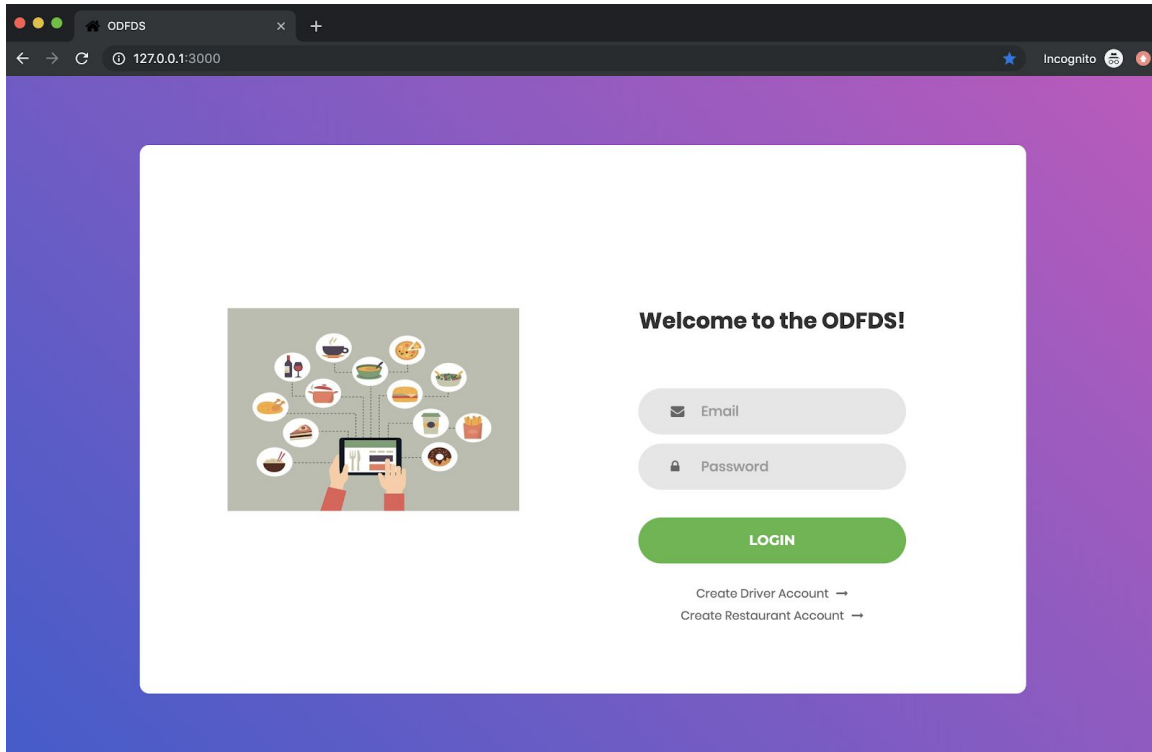 ODFDS
127.0.0.1:3000
Incognito
Welcome to the ODFDS!
Email
Password
LOGIN
Create Driver Account →
Create Restaurant Account →